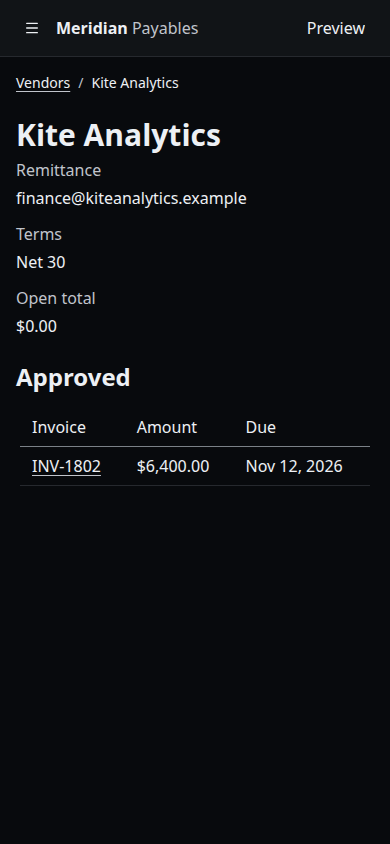 Meridian Payables Preview
Vendors / Kite Analytics
Kite Analytics
Remittance
finance@kiteanalytics.example
Terms
Net 30
Open total
$0.00
Approved
Invoice Amount Due
INV-1802 $6,400.00 Nov 12, 2026